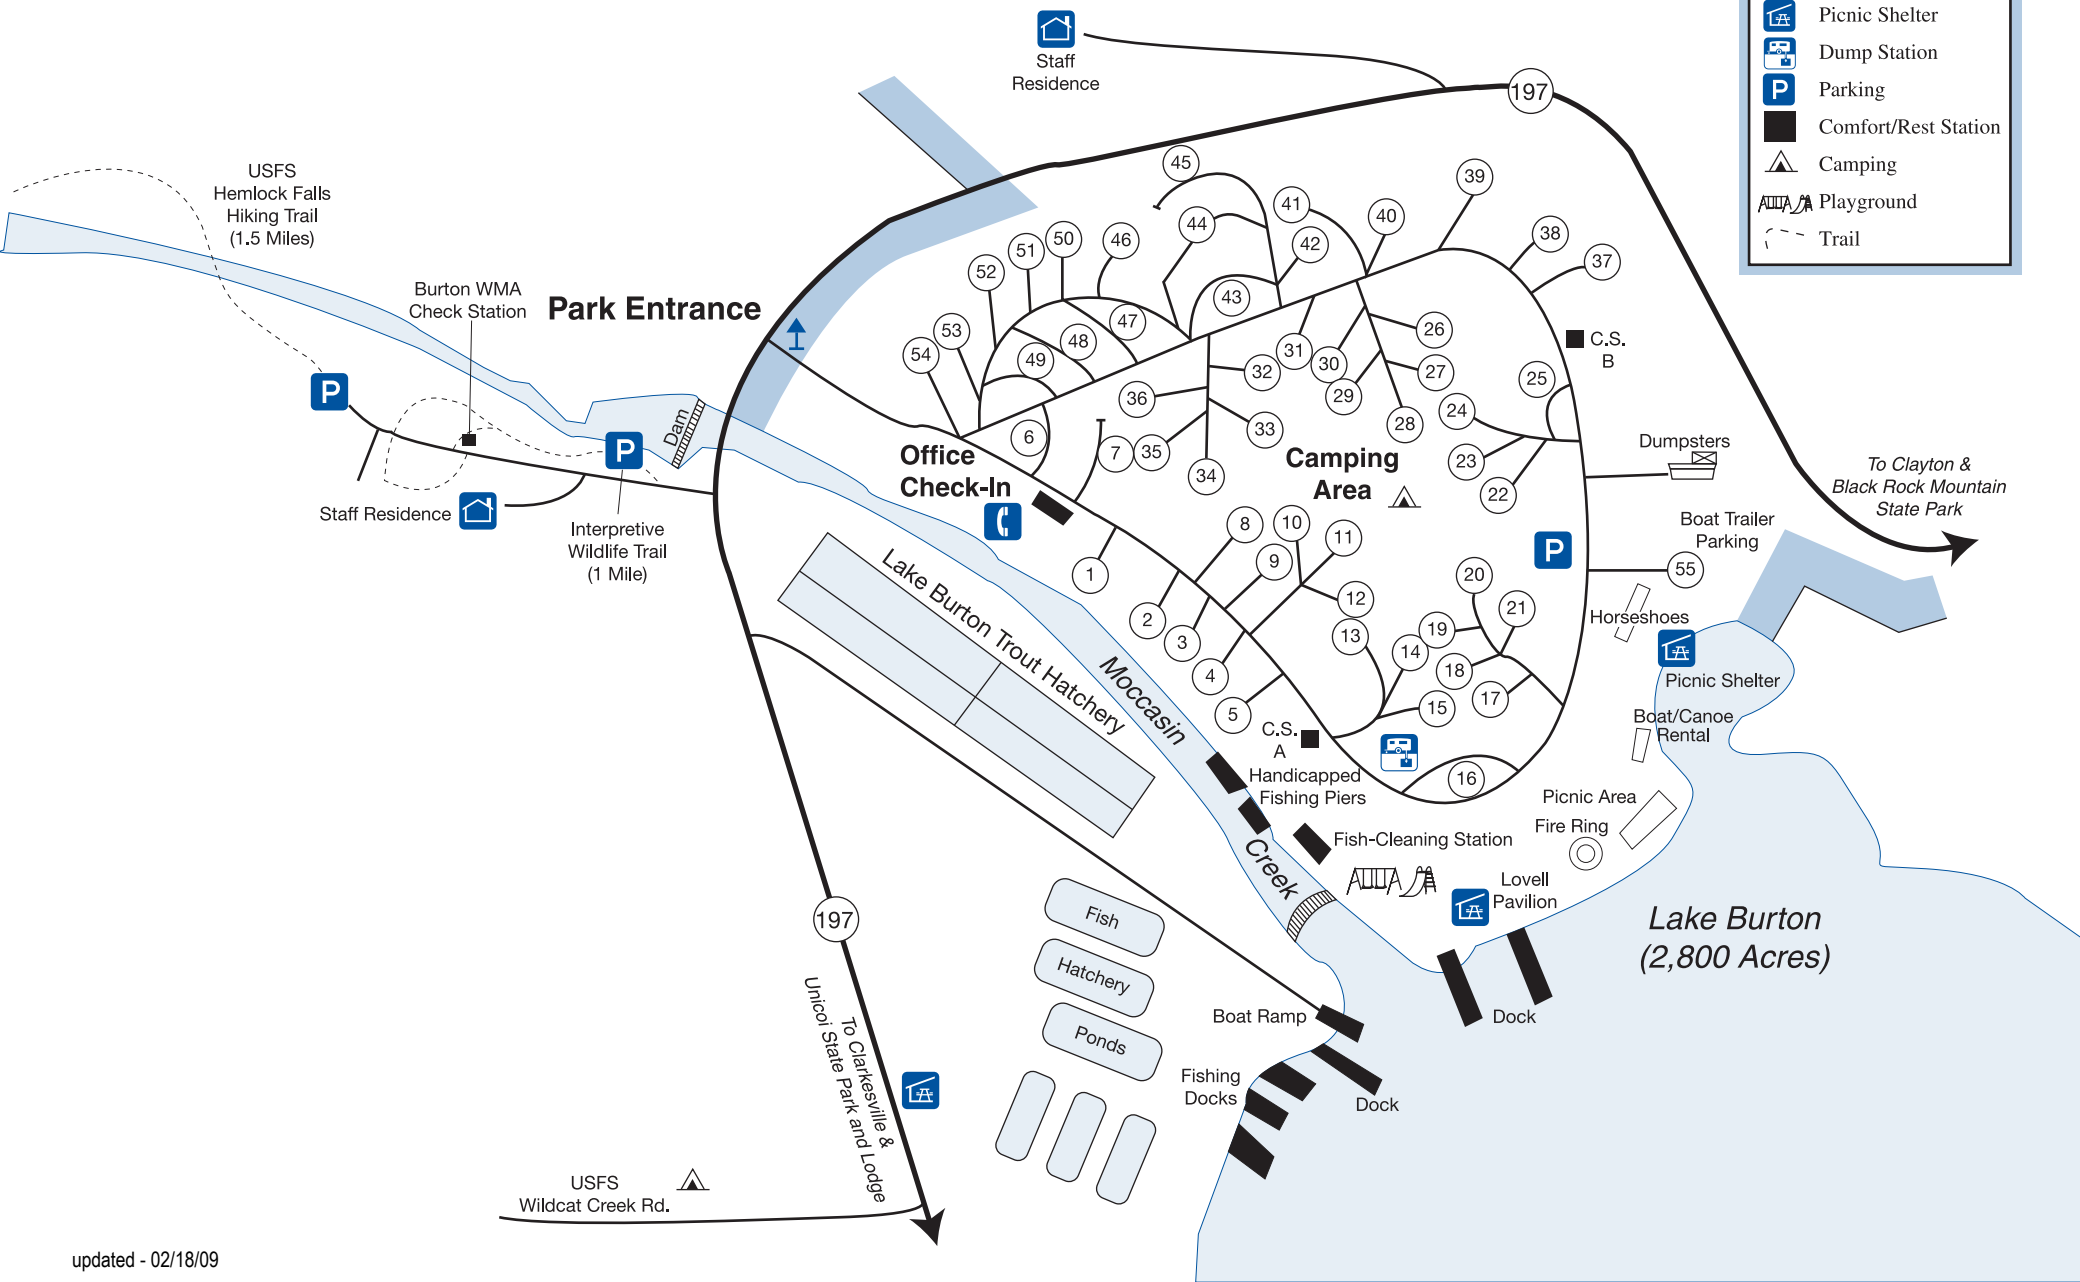 Picnic Shelter
Dump Station
P
Parking
Comfort/Rest Station
Camping
Playground
Trail
Staff
Residence
197
USFS
Hemlock Falls
Hiking Trail
(1.5 Miles)
Burton WMA
Check Station
Park Entrance
P
P
Dam
Staff Residence
Interpretive
Wildlife Trail
(1 Mile)
45
44
41
42
43
40
39
38
37
46
50
51
52
53
54
47
48
49
31
30
29
26
27
28
32
33
34
35
36
7
6
25
24
23
22
C.S.
B
Office
Check-In
Camping
Area
Dumpsters
To Clayton &
Black Rock Mountain
State Park
Boat Trailer
Parking
P
55
Horseshoes
Picnic Shelter
Boat/Canoe
Rental
1
2
3
4
5
8
9
10
11
12
13
14
15
16
17
18
19
20
21
C.S.
A
Lake Burton Trout Hatchery
Moccasin
Creek
Handicapped
Fishing Piers
Fish-Cleaning Station
Picnic Area
Fire Ring
Lovell
Pavilion
Lake Burton
(2,800 Acres)
Dock
Boat Ramp
Fishing
Docks
Dock
Fish
Hatchery
Ponds
197
To Clarkesville &
Unicoi State Park and Lodge
USFS
Wildcat Creek Rd.
updated - 02/18/09